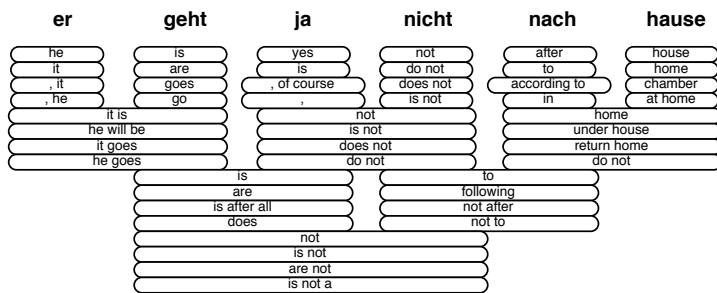 er geht ja nicht nach hause
he is yes not after house
it are is do not to home
, it goes , of course does not according to chamber
, he go , is not in at home
it is not home
he will be is not under house
it goes does not return home
he goes do not do not
is to
are following
is after all not after
does not to
not
is not
are not
is not a